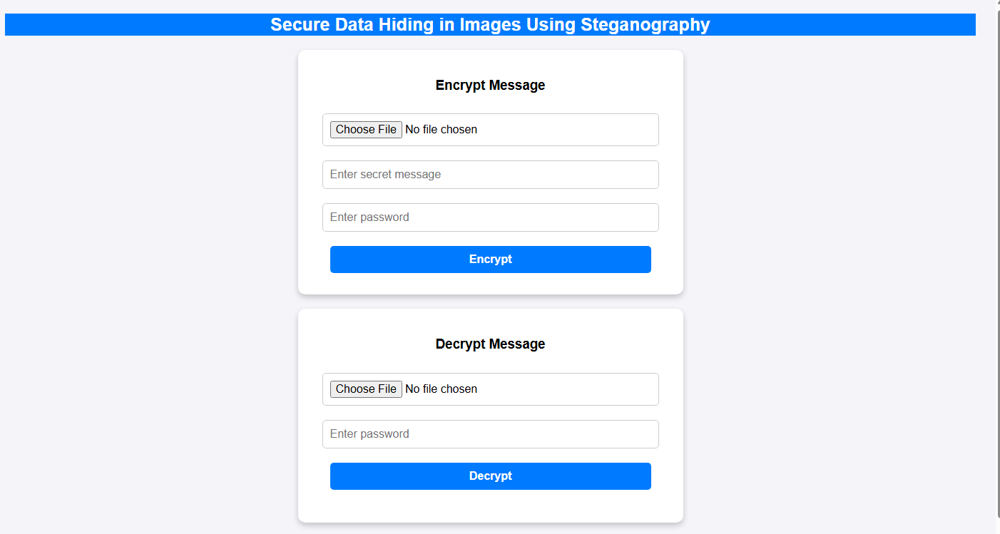 Secure Data Hiding in Images Using Steganography
Encrypt Message
Choose File No file chosen
Enter secret message
Enter password
Encrypt
Decrypt Message
Choose File No file chosen
Enter password
Decrypt